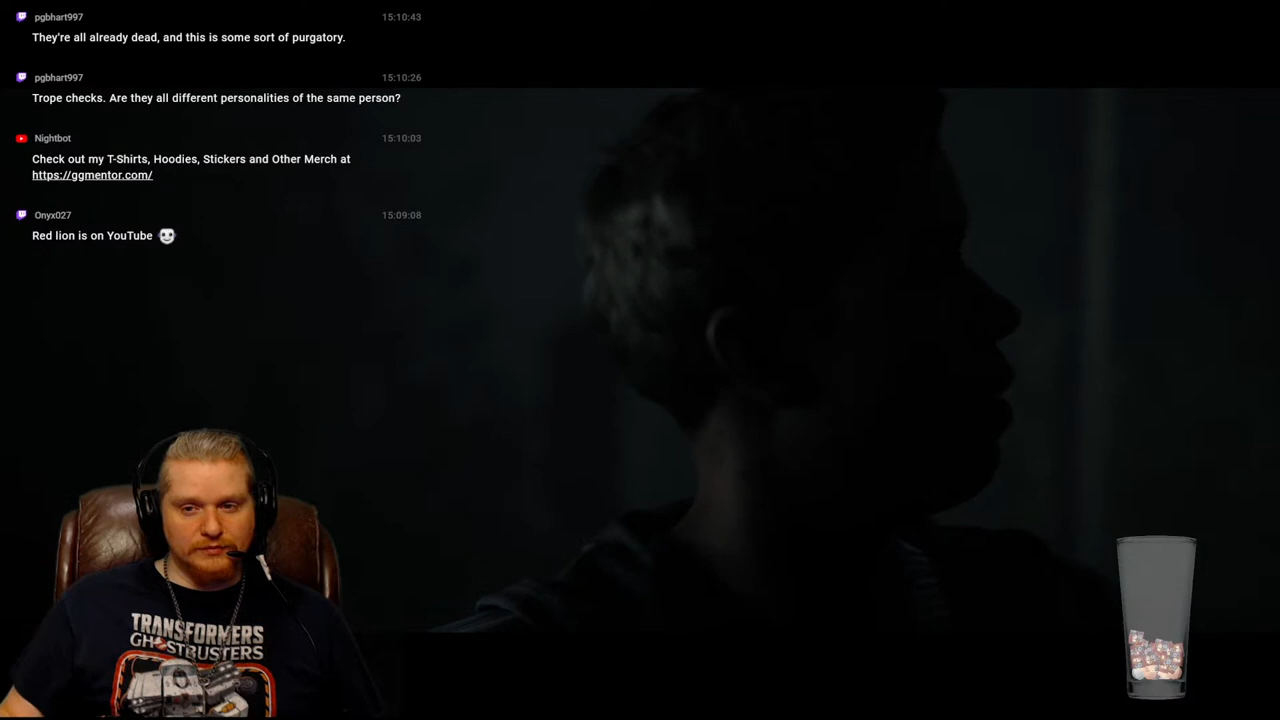 pgbhart997
15:10:43
They're all already dead, and this is some sort of purgatory.
pgbhart997
15:10:26
Trope checks. Are they all different personalities of the same person?
Nightbot
15:10:03
Check out my T-Shirts, Hoodies, Stickers and Other Merch at
https://ggmentor.com/
Onyx027
15:09:08
Red lion is on YouTube
TRANSFORMERS
GHOSTBUSTERS